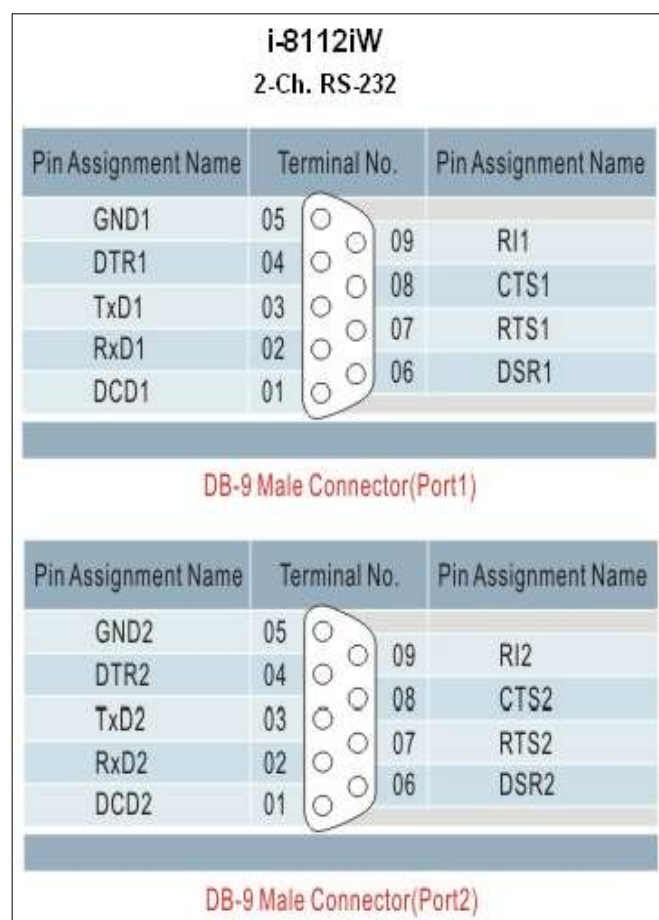 i-8112iW
2-Ch. RS-232
Pin Assignment Name Terminal No. Pin Assignment Name
GND1 05
09 RI1
DTR1 04
08 CTS1
TxD1 03
07 RTS1
RxD1 02
06 DSR1
DCD1 01
DB-9 Male Connector(Port1)
Pin Assignment Name Terminal No. Pin Assignment Name
GND2 05
09 RI2
DTR2 04
08 CTS2
TxD2 03
07 RTS2
RxD2 02
06 DSR2
DCD2 01
DB-9 Male Connector(Port2)